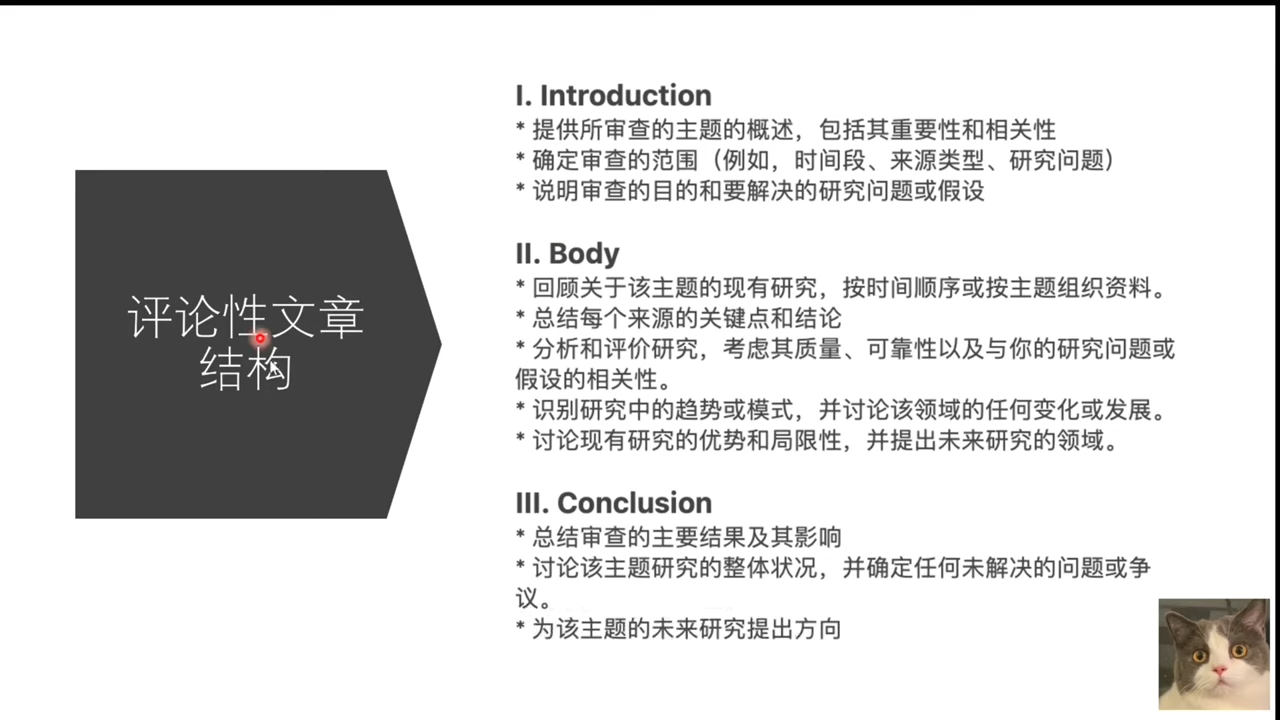 评论性文章
结构
I. Introduction
* 提供所审查的主题的概述，包括其重要性和相关性
* 确定审查的范围（例如，时间段、来源类型、研究问题）
* 说明审查的目的和要解决的研究问题或假设
II. Body
* 回顾关于该主题的现有研究，按时间顺序或按主题组织资料。
* 总结每个来源的关键点和结论
* 分析和评价研究，考虑其质量、可靠性以及与你的研究问题或
假设的相关性。
* 识别研究中的趋势或模式，并讨论该领域的任何变化或发展。
* 讨论现有研究的优势和局限性，并提出未来研究的领域。
III. Conclusion
* 总结审查的主要结果及其影响
* 讨论该主题研究的整体状况，并确定任何未解决的问题或争
议。
* 为该主题的未来研究提出方向